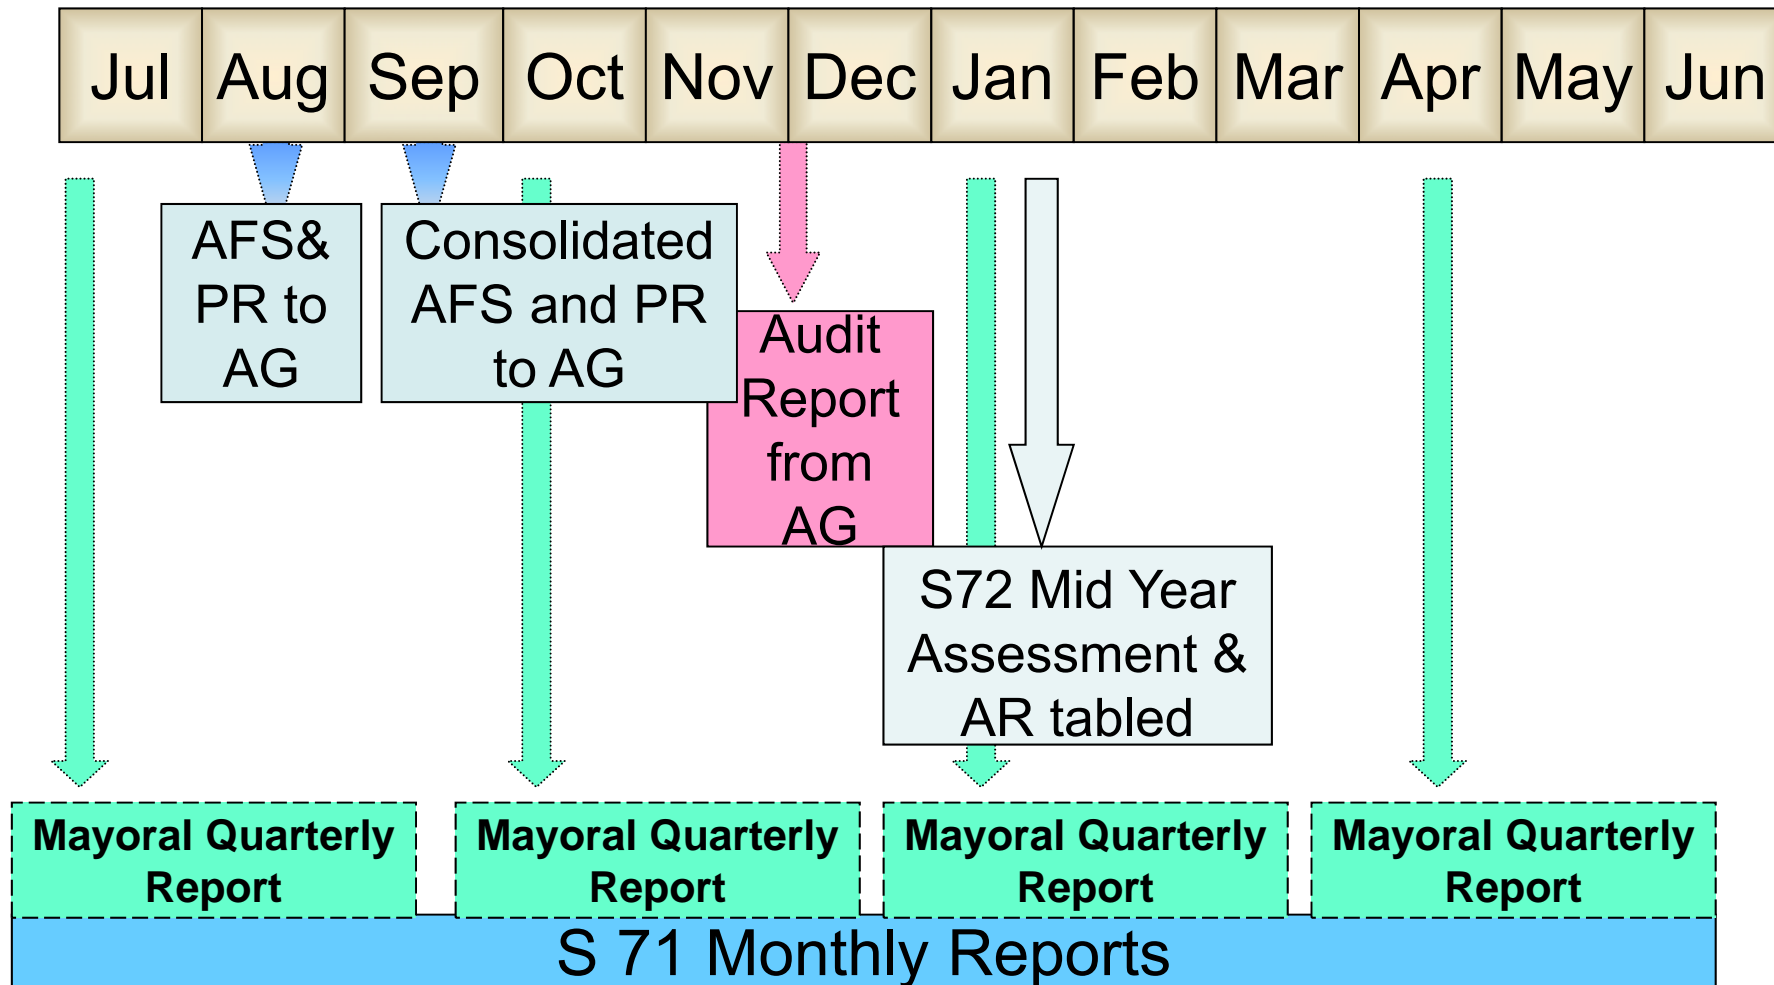 Jul Aug Sep Oct Nov Dec Jan Feb Mar Apr May Jun
AFS&
PR to
AG
Consolidated
AFS and PR
to AG
Audit
Report
from
AG
S72 Mid Year
Assessment &
AR tabled
Mayoral Quarterly
Report
Mayoral Quarterly
Report
Mayoral Quarterly
Report
Mayoral Quarterly
Report
S 71 Monthly Reports